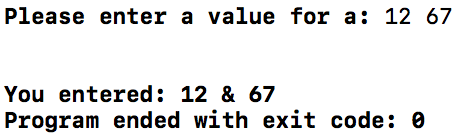 Please enter a value for a: 12 67
You entered: 12 & 67
Program ended with exit code: 0